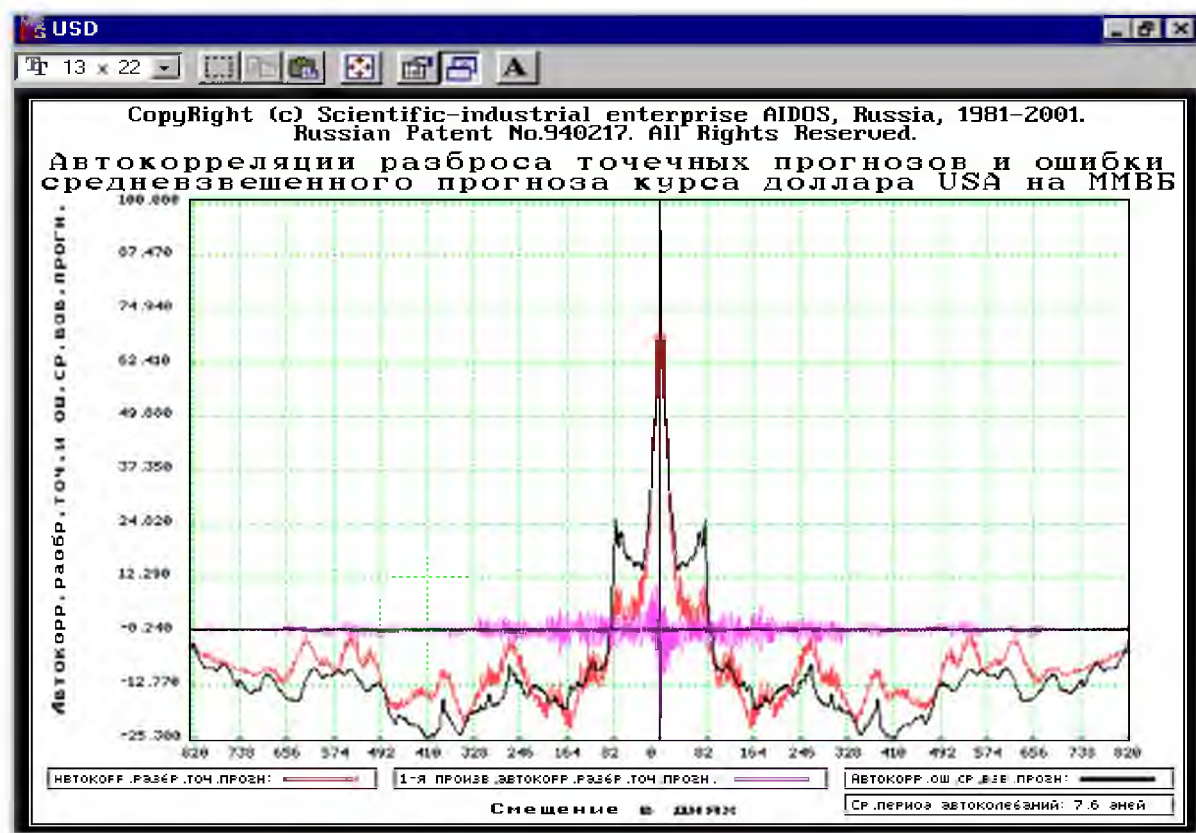 USD
13 x 22
A
CopyRight (c) Scientific-industrial enterprise AIDOS, Russia, 1981-2001.
Russian Patent No.940217. All Rights Reserved.
Автокорреляции разброса точечных прогнозов и ошибки
средневзвешенного прогноза курса доллара USA на ММВБ
Автокорр.разбр.точ.и ош.ср.взв.прогн.
100.000
87.470
74.940
62.410
37.350
12.290
-0.240
-12.770
-25.300
820 738 656 574 492 410 328 246 164 82 0 82 164 246 328 410 492 574 656 738 820
Автокорр.разбр.точ.прогн:
1-я произв.автокорр.разбр.точ.прогн.
Автокорр.ош.ср.взв.прогн:
Ср.период автоколебаний: 7.6 дней
Смещение в днях